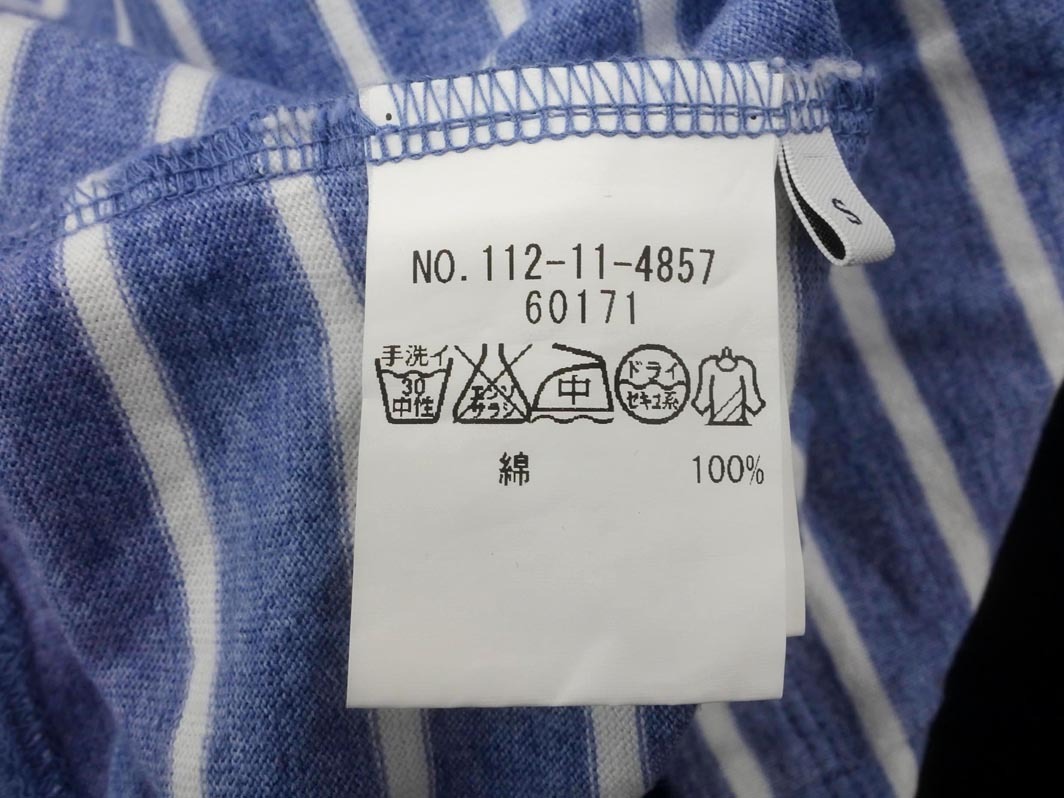 S
NO. 112-11-4857
60171
手洗イ
30
中性
エンソ
サラシ
中
ドライ
セキユ系
綿 100%